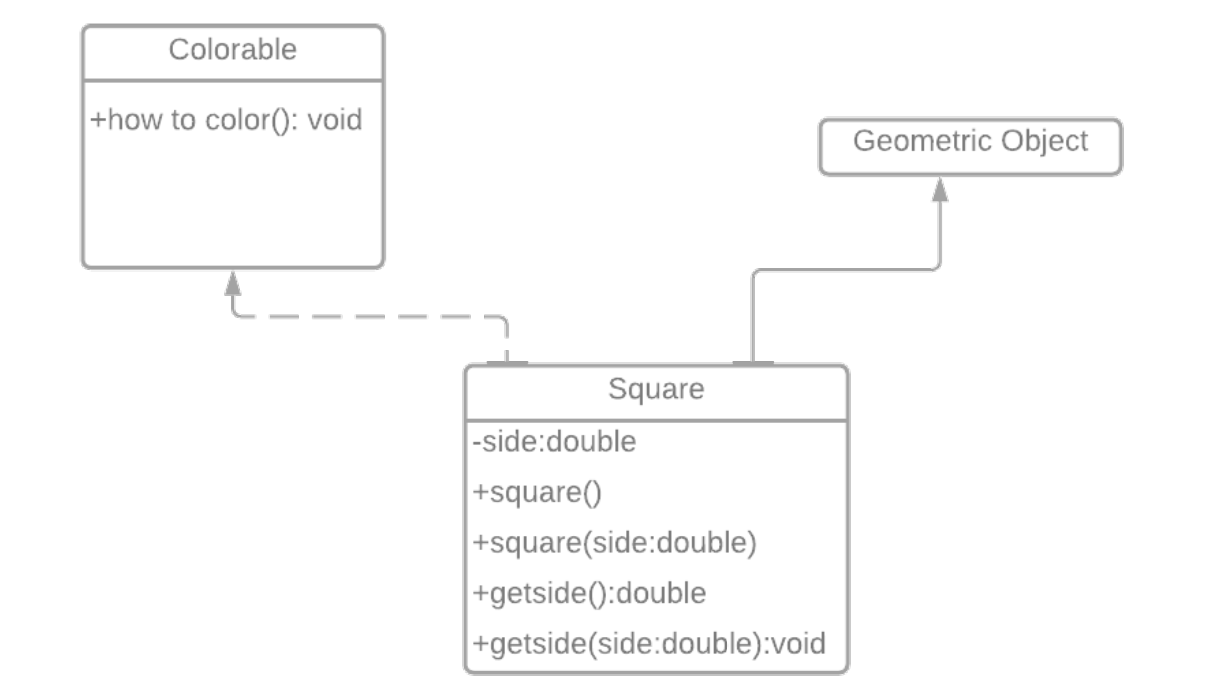 Colorable
+how to color(): void
Geometric Object
Square
-side:double
+square()
+square(side:double)
+getside():double
+getside(side:double):void